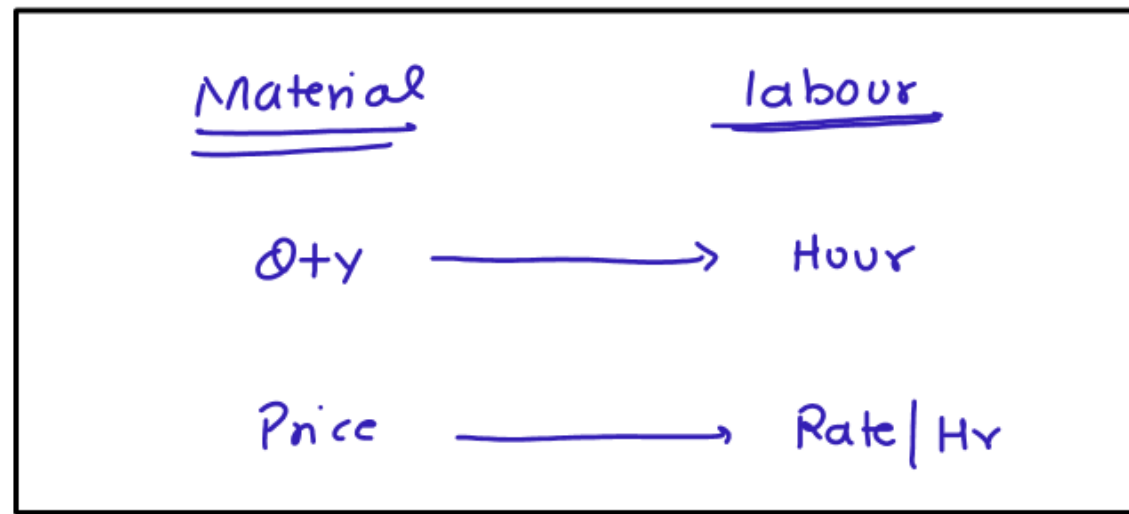 Material labour
Qty → Hour
Price → Rate/Hr